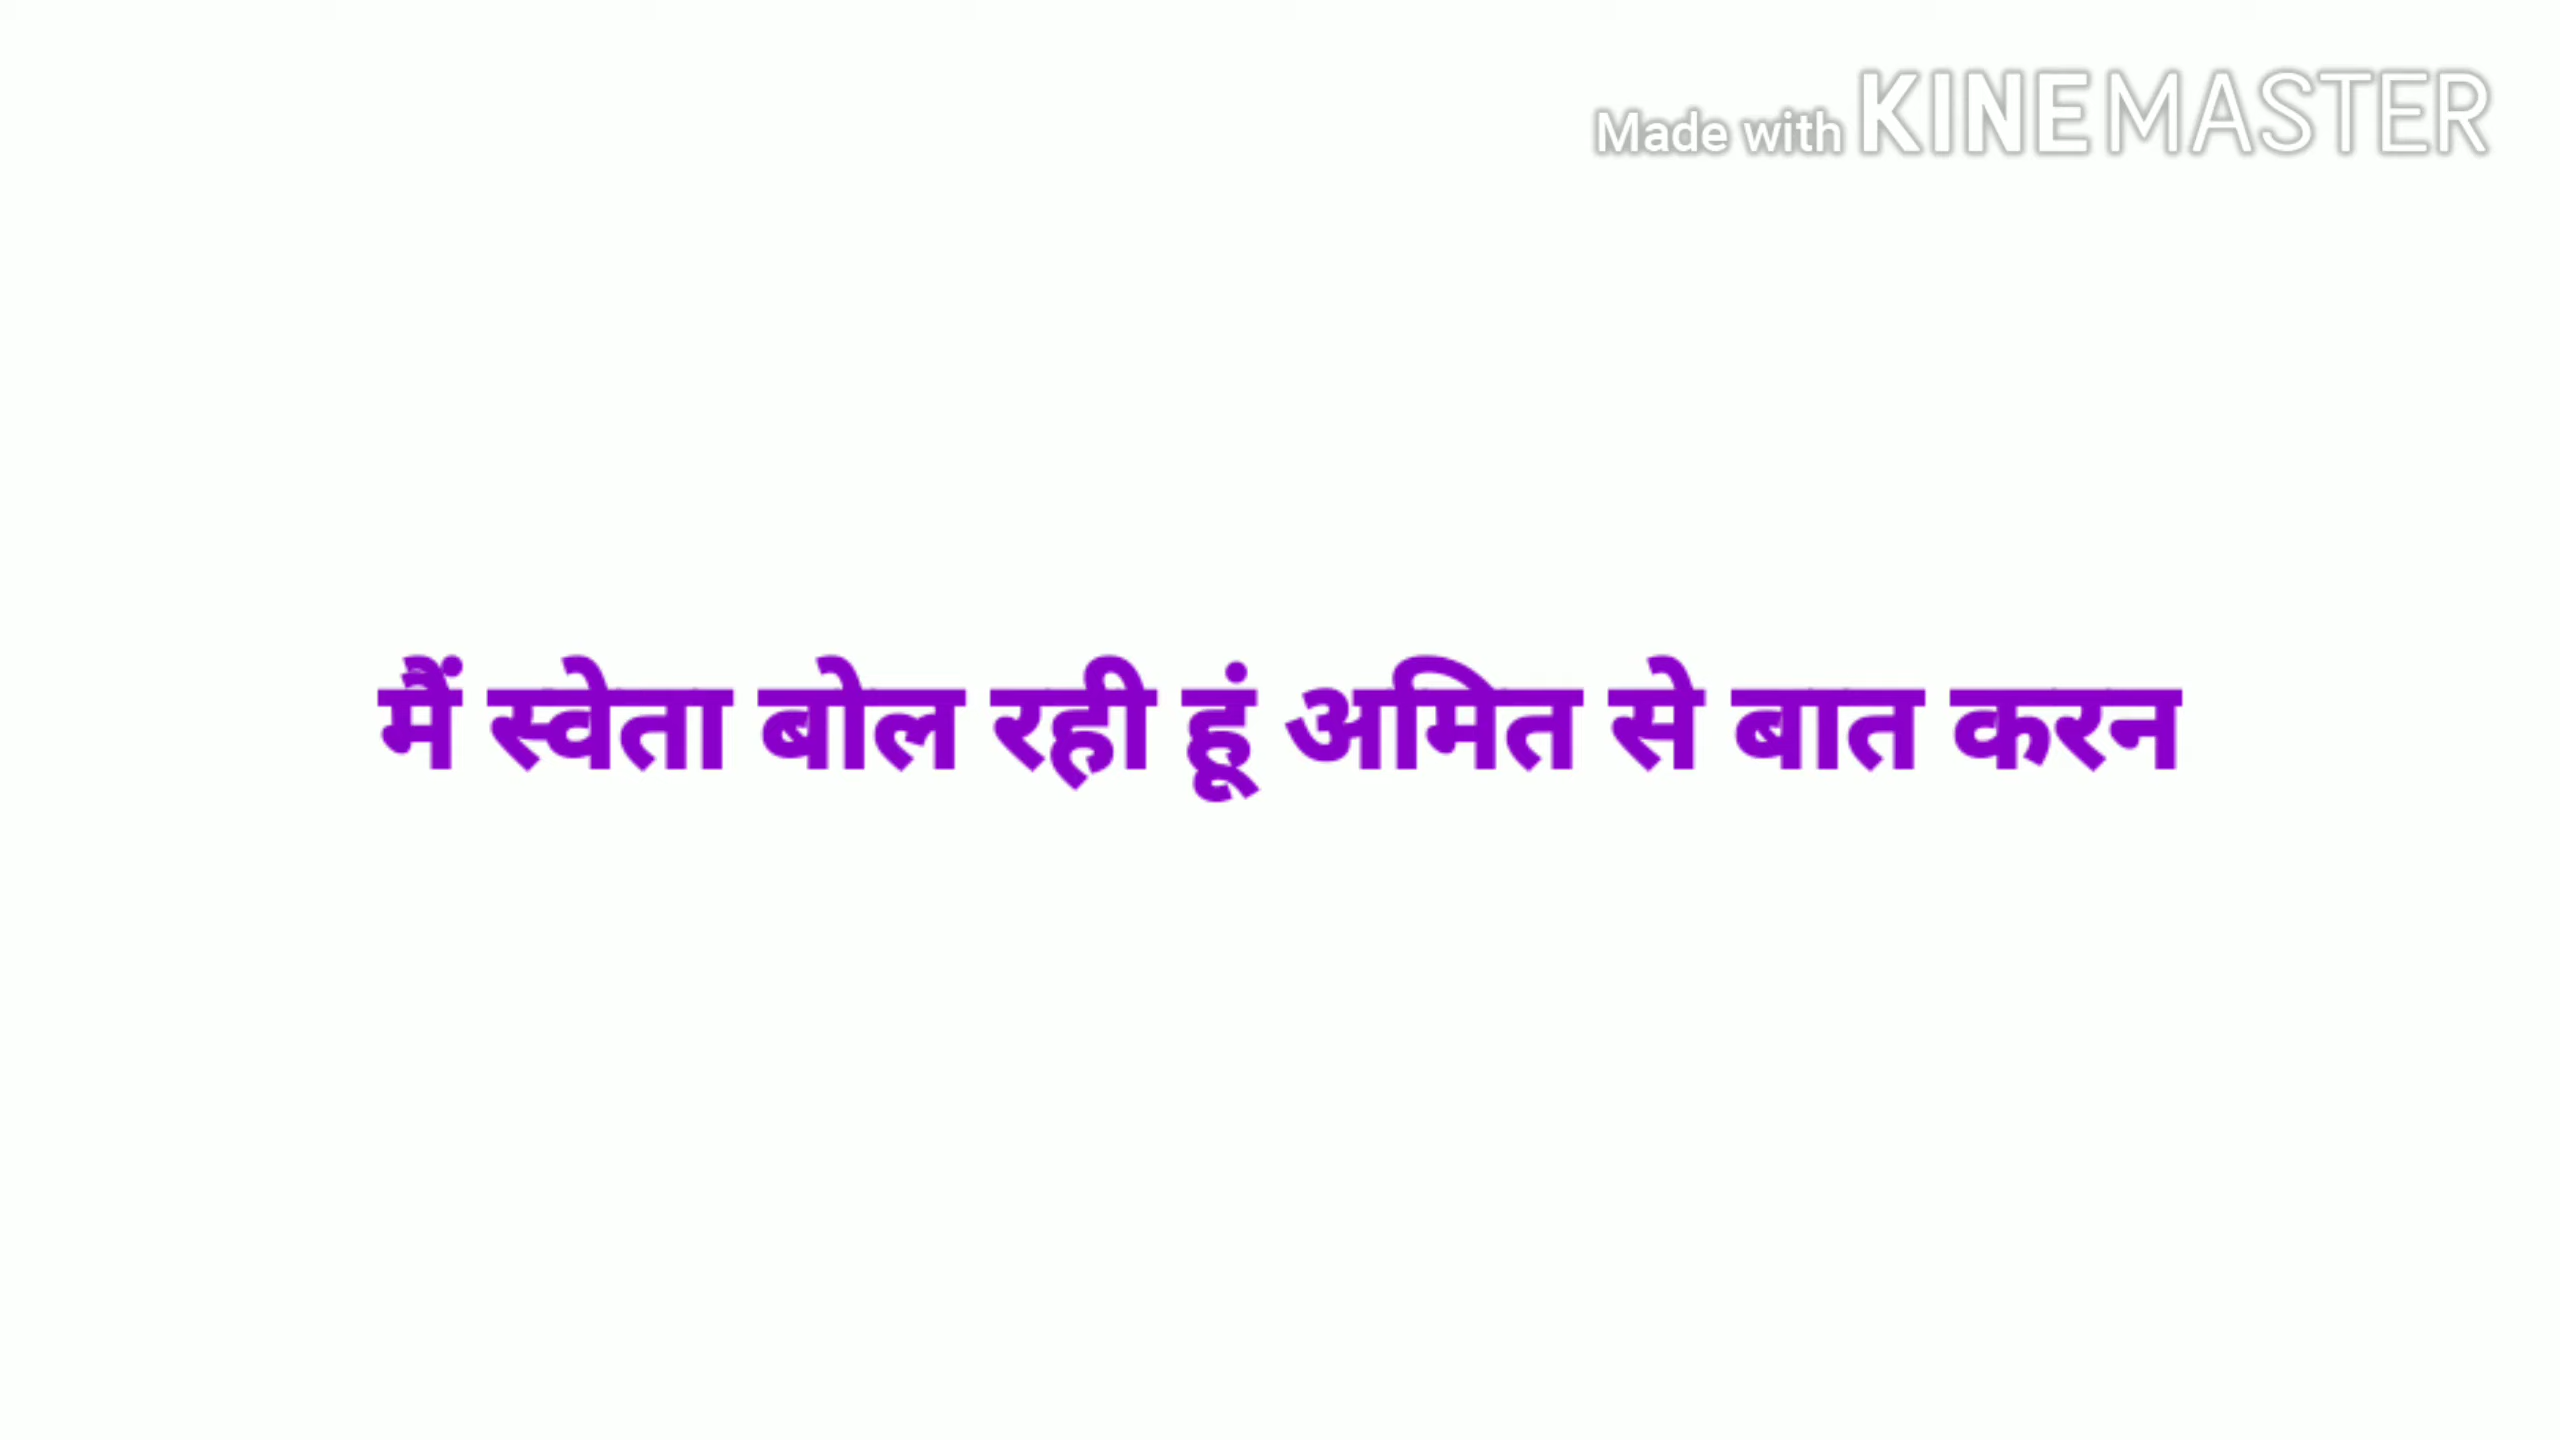 Made with KINEMASTER
मैं स्वेता बोल रही हूं अमित से बात करन